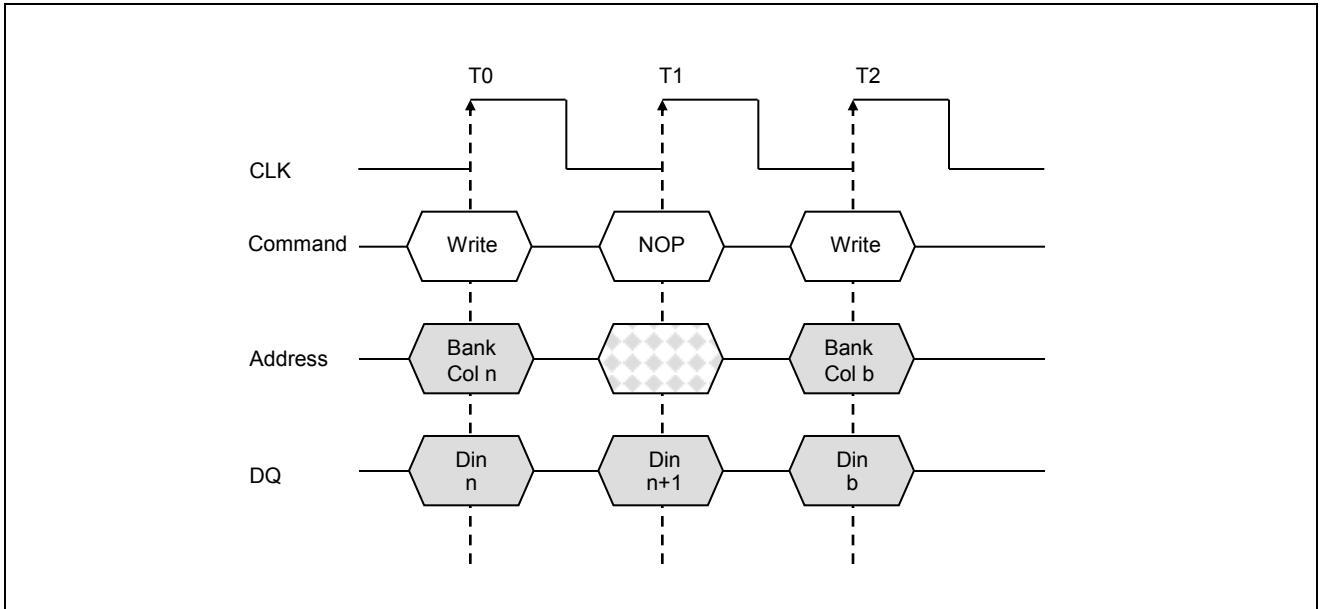 T0 T1 T2
CLK
Command Write NOP Write
Address Bank Col n Bank Col b
DQ Din n Din n+1 Din b